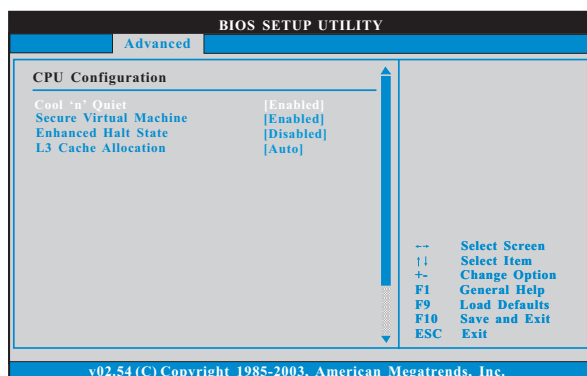 BIOS SETUP UTILITY
Advanced
CPU Configuration
Cool ‘n’ Quiet [Enabled]
Secure Virtual Machine [Enabled]
Enhanced Halt State [Disabled]
L3 Cache Allocation [Auto]
←→ Select Screen
↑↓ Select Item
+- Change Option
F1 General Help
F9 Load Defaults
F10 Save and Exit
ESC Exit
v02.54 (C) Copyright 1985-2003, American Megatrends, Inc.